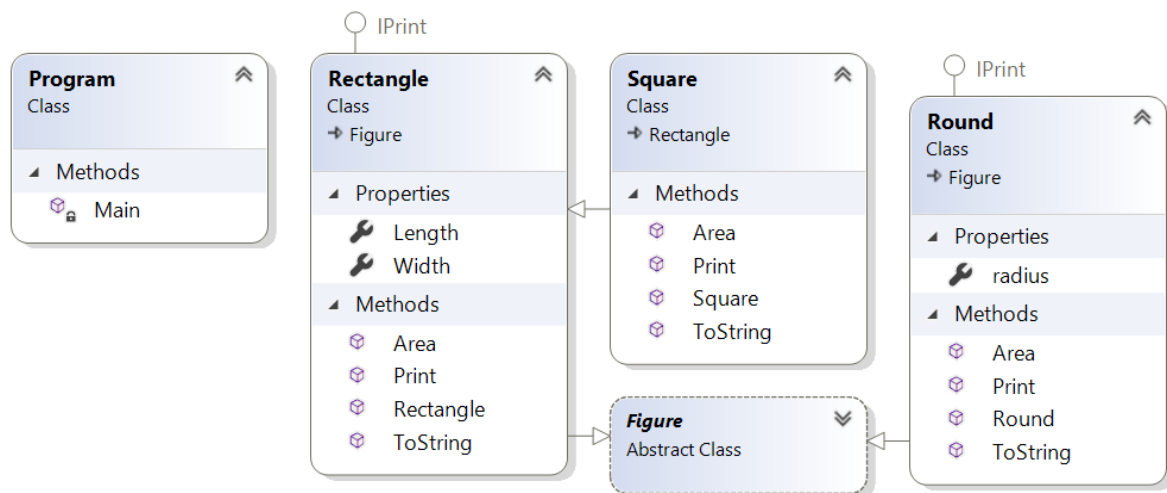 Program
Class
Methods
Main
IPrint
Rectangle
Class
Figure
Properties
Length
Width
Methods
Area
Print
Rectangle
ToString
Square
Class
Rectangle
Methods
Area
Print
Square
ToString
Figure
Abstract Class
IPrint
Round
Class
Figure
Properties
radius
Methods
Area
Print
Round
ToString